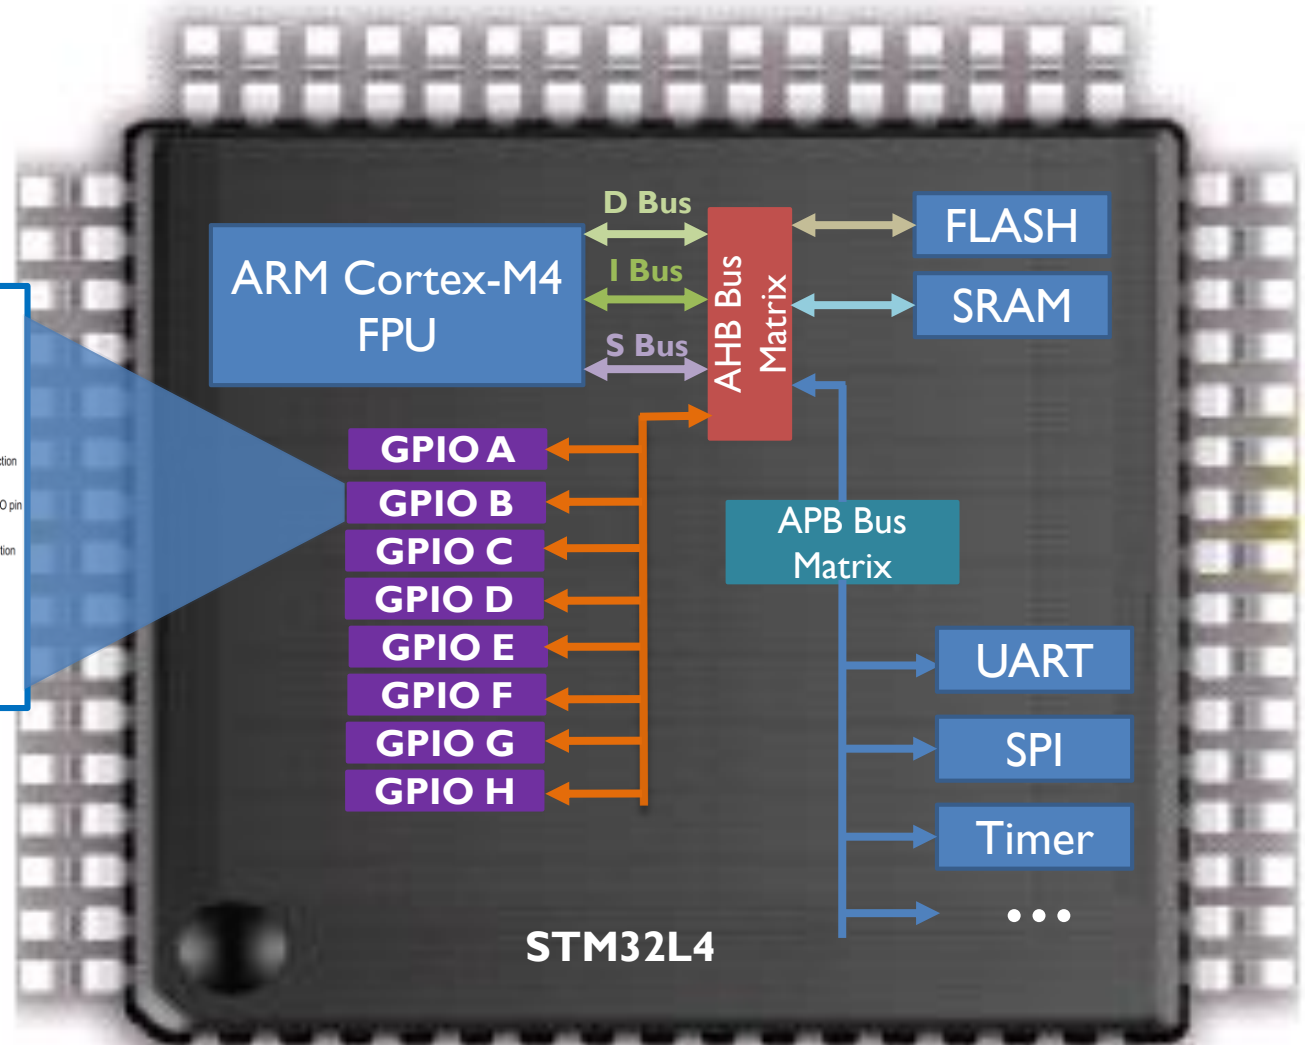 D Bus
I Bus
S Bus
ARM Cortex-M4
FPU
AHB Bus
Matrix
FLASH
SRAM
GPIO A
GPIO B
GPIO C
GPIO D
GPIO E
GPIO F
GPIO G
GPIO H
APB Bus
Matrix
UART
SPI
Timer
...
STM32L4
O pin